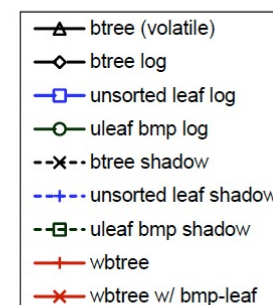 btree (volatile)
btree log
unsorted leaf log
uleaf bmp log
btree shadow
unsorted leaf shadow
uleaf bmp shadow
wbtree
wbtree w/ bmp-leaf